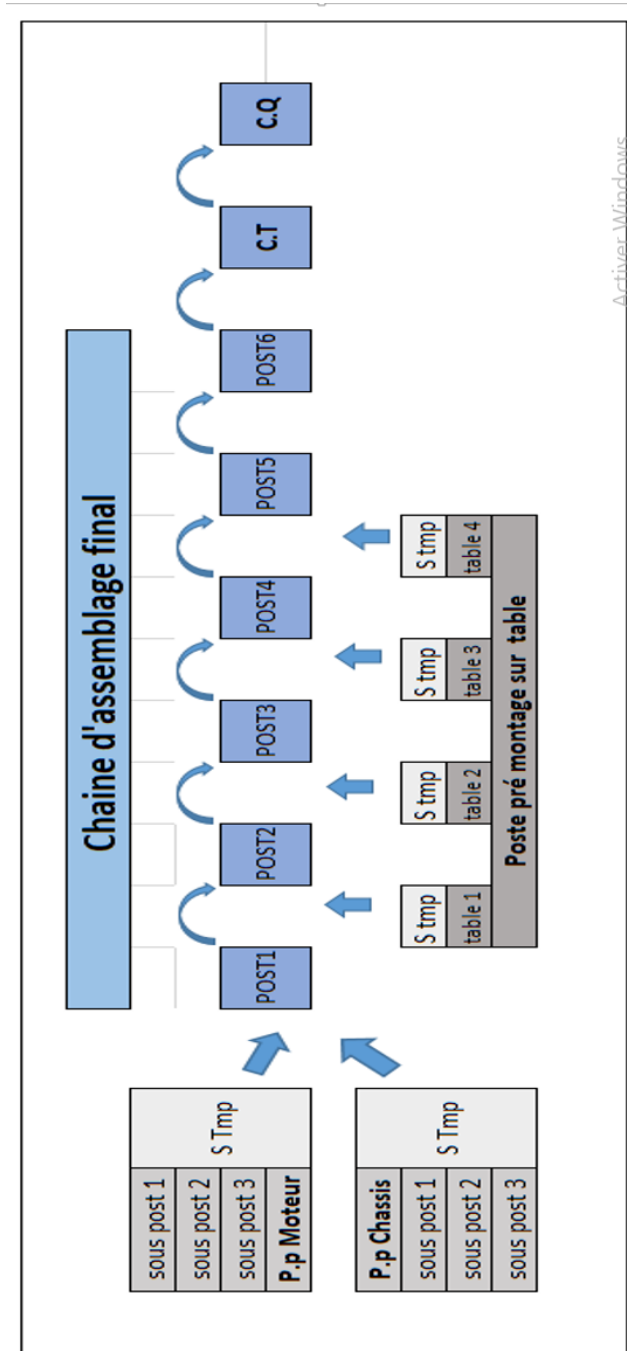 Chaine d'assemblage final
sous post 1
sous post 2
sous post 3
P.p Moteur
S Tmp
P.p Chassis
sous post 1
sous post 2
sous post 3
S Tmp
POST1
POST2
POST3
POST4
POST5
POST6
C.T
C.Q
S tmp
S tmp
S tmp
S tmp
table 1
table 2
table 3
table 4
Poste pré montage sur table
Activer Windows